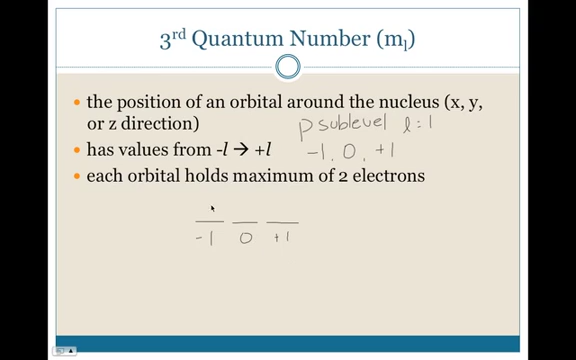 3rd Quantum Number (ml)
• the position of an orbital around the nucleus (x, y,
or z direction)
p sublevel l = 1
• has values from -l → +l
-1, 0, +1
• each orbital holds maximum of 2 electrons
-1 0 +1